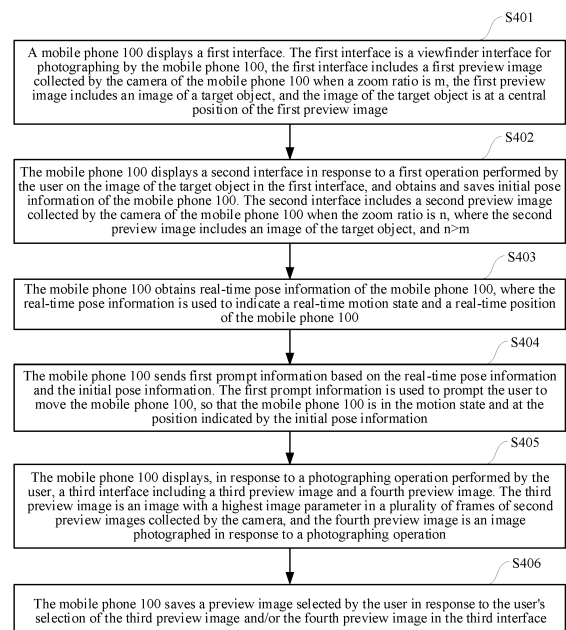 S401
A mobile phone 100 displays a first interface. The first interface is a viewfinder interface for
photographing by the mobile phone 100, the first interface includes a first preview image
collected by the camera of the mobile phone 100 when a zoom ratio is m, the first preview
image includes an image of a target object, and the image of the target object is at a central
position of the first preview image
S402
The mobile phone 100 displays a second interface in response to a first operation performed by
the user on the image of the target object in the first interface, and obtains and saves initial pose
information of the mobile phone 100. The second interface includes a second preview image
collected by the camera of the mobile phone 100 when the zoom ratio is n, where the second
preview image includes an image of the target object, and n>m
S403
The mobile phone 100 obtains real-time pose information of the mobile phone 100, where the
real-time pose information is used to indicate a real-time motion state and a real-time position
of the mobile phone 100
S404
The mobile phone 100 sends first prompt information based on the real-time pose information
and the initial pose information. The first prompt information is used to prompt the user to
move the mobile phone 100, so that the mobile phone 100 is in the motion state and at the
position indicated by the initial pose information
S405
The mobile phone 100 displays, in response to a photographing operation performed by the
user, a third interface including a third preview image and a fourth preview image. The third
preview image is an image with a highest image parameter in a plurality of frames of second
preview images collected by the camera, and the fourth preview image is an image
photographed in response to a photographing operation
S406
The mobile phone 100 saves a preview image selected by the user in response to the user's
selection of the third preview image and/or the fourth preview image in the third interface